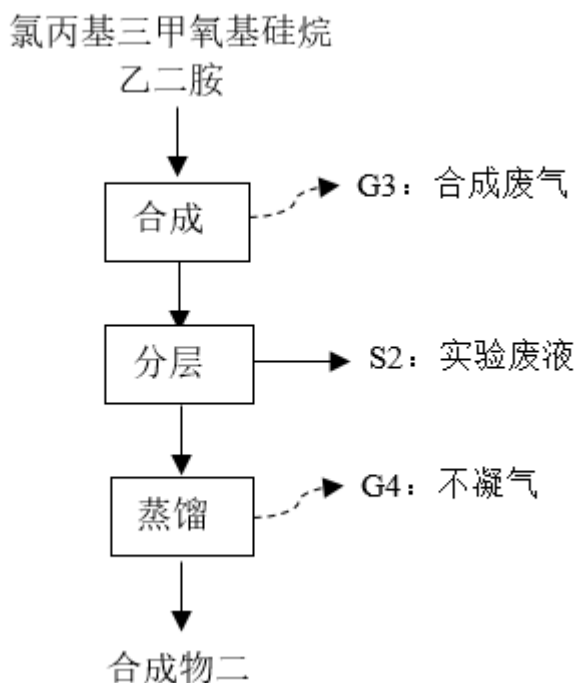 氯丙基三甲氧基硅烷
乙二胺
G3：合成废气
合成
分层
S2：实验废液
G4：不凝气
蒸馏
合成物二